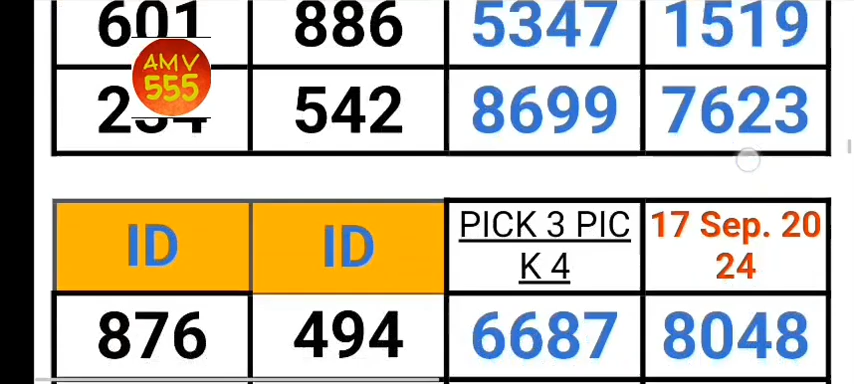 601 886 5347 1519
AMV
555
234 542 8699 7623
ID ID PICK 3 PIC 17 Sep. 20
K 4 24
876 494 6687 8048